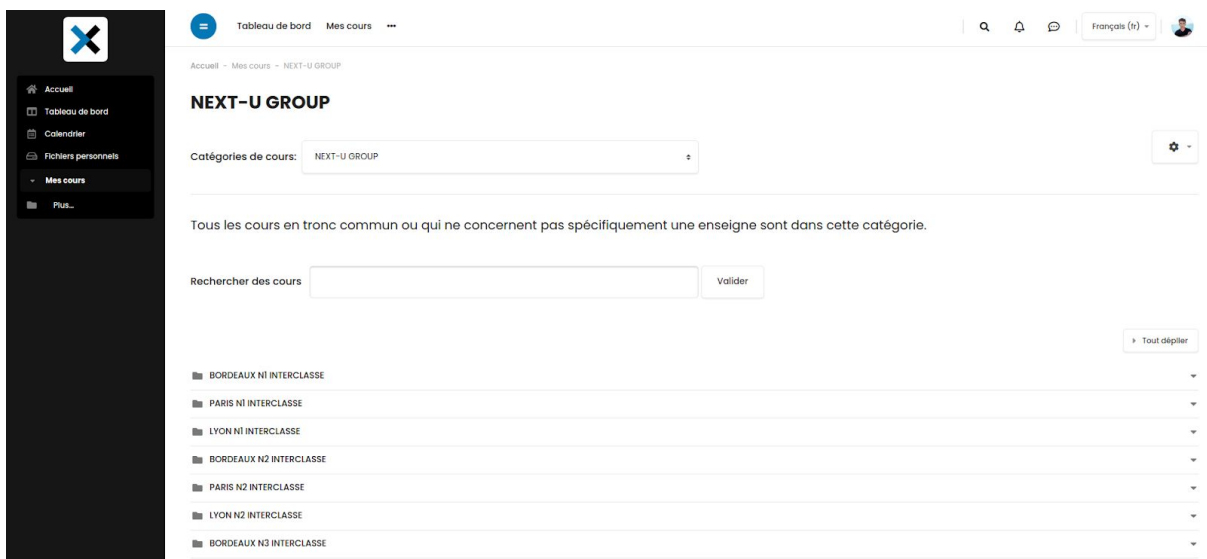 Tableau de bord Mes cours ••• Français (fr)
Accueil - Mes cours - NEXT-U GROUP
Accueil
Tableau de bord
Calendrier
Fichiers personnels
Mes cours
Plus...
NEXT-U GROUP
Catégories de cours: NEXT-U GROUP
Tous les cours en tronc commun ou qui ne concernent pas spécifiquement une enseigne sont dans cette catégorie.
Rechercher des cours Valider
Tout déplier
BORDEAUX N1 INTERCLASSE
PARIS N1 INTERCLASSE
LYON N1 INTERCLASSE
BORDEAUX N2 INTERCLASSE
PARIS N2 INTERCLASSE
LYON N2 INTERCLASSE
BORDEAUX N3 INTERCLASSE